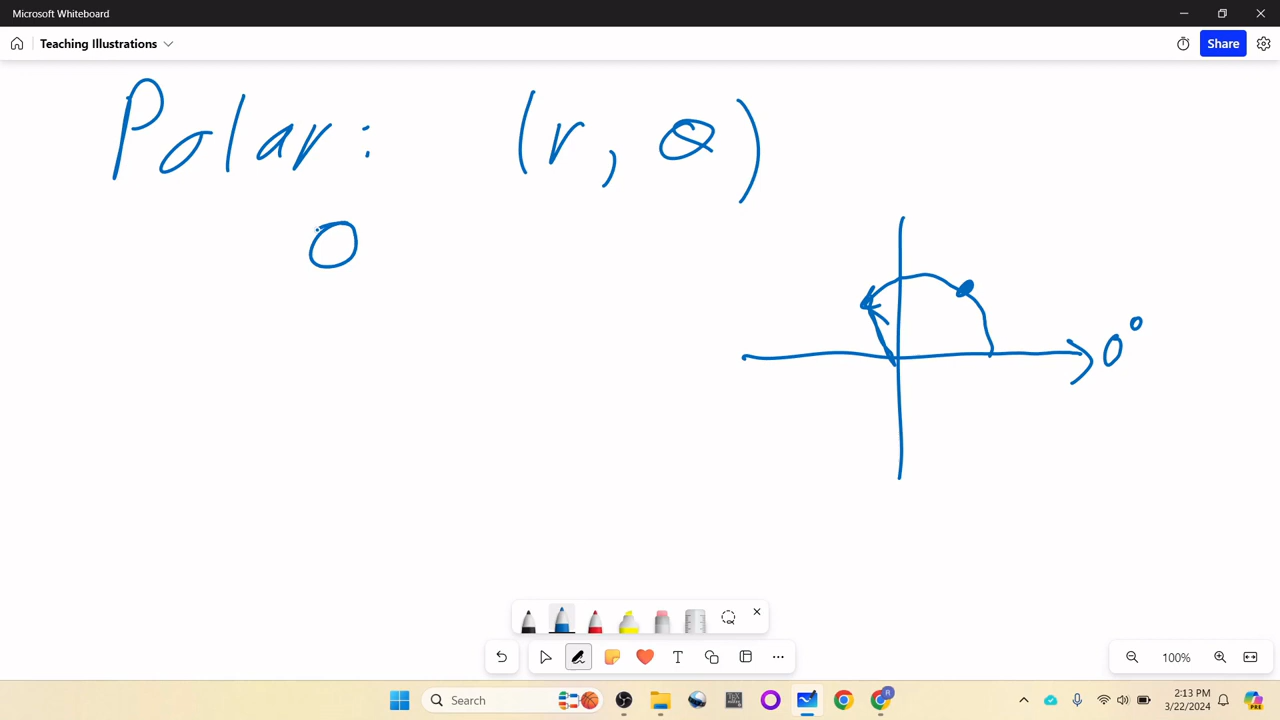 Microsoft Whiteboard
Teaching Illustrations
Share
Polar: (r, θ)
0
0°
100%
Search
2:13 PM
3/22/2024